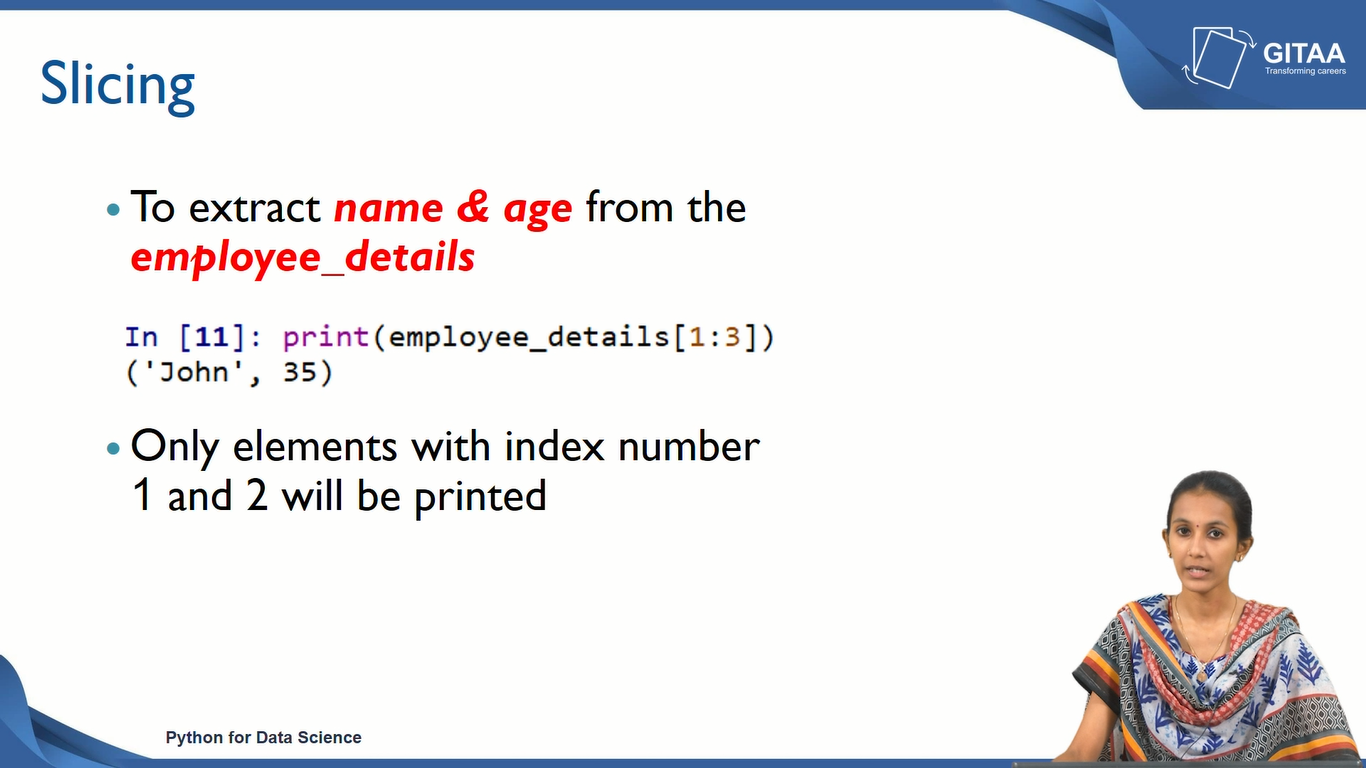 GITAA
Transforming careers
Slicing
• To extract name & age from the
employee_details
In [11]: print(employee_details[1:3])
('John', 35)
• Only elements with index number
1 and 2 will be printed
Python for Data Science